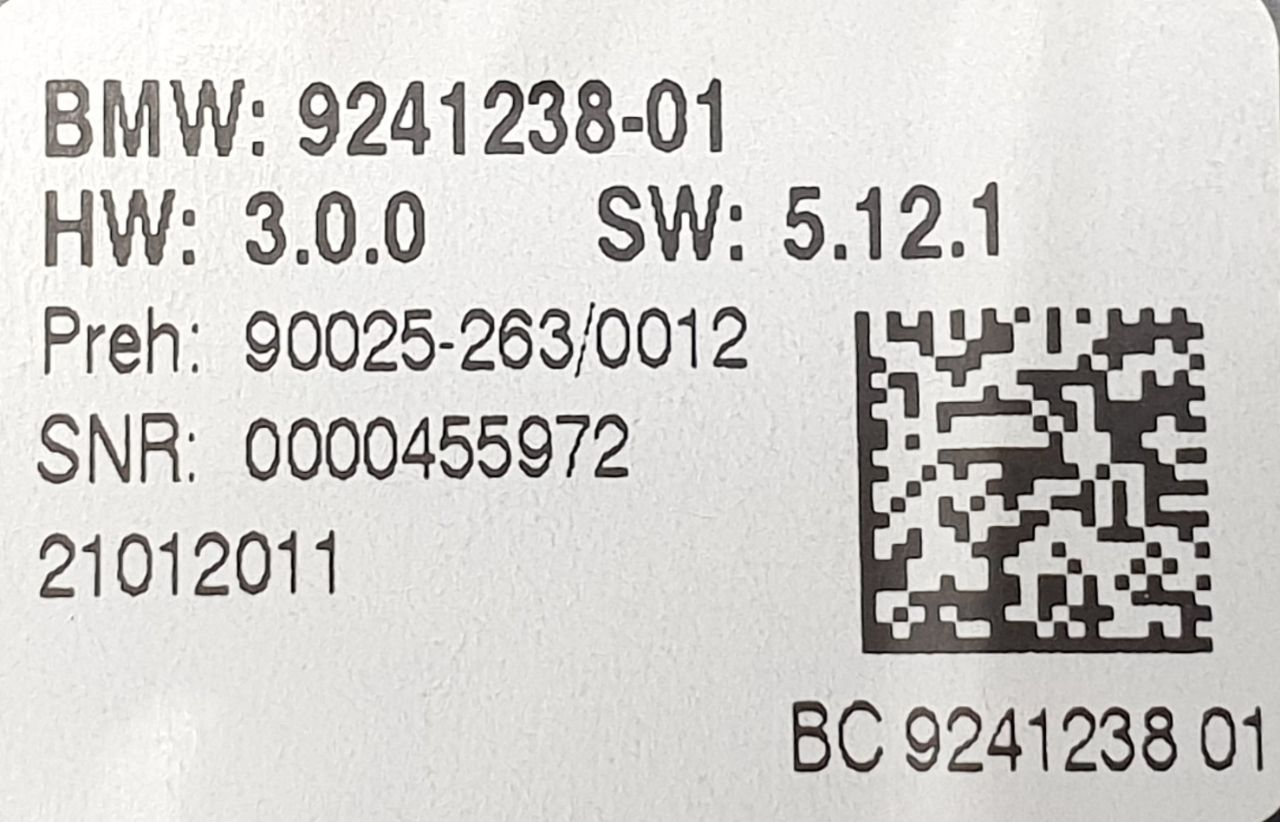 BMW: 9241238-01
HW: 3.0.0 SW: 5.12.1
Preh: 90025-263/0012
SNR: 0000455972
21012011
BC 9241238 01